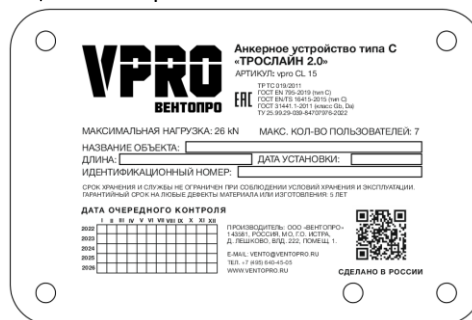 VPRO
ВЕНТОПРО
Анкерное устройство типа С
«ТРОСЛАЙН 2.0»
АРТИКУЛ: vpro CL 15
ЕАС
ТР ТС 019/2011
ГОСТ EN 795-2019 (тип С)
ГОСТ EN/TS 16415-2015 (тип С)
ГОСТ 31441.1-2011 (класс Gb, Da)
ТУ 25.99.29-039-84707976-2022
МАКСИМАЛЬНАЯ НАГРУЗКА: 26 kN МАКС. КОЛ-ВО ПОЛЬЗОВАТЕЛЕЙ: 7
НАЗВАНИЕ ОБЪЕКТА:
ДЛИНА: ДАТА УСТАНОВКИ:
ИДЕНТИФИКАЦИОННЫЙ НОМЕР:
СРОК ХРАНЕНИЯ И СЛУЖБЫ НЕ ОГРАНИЧЕН ПРИ СОБЛЮДЕНИИ УСЛОВИЙ ХРАНЕНИЯ И ЭКСПЛУАТАЦИИ.
ГАРАНТИЙНЫЙ СРОК НА ЛЮБЫЕ ДЕФЕКТЫ МАТЕРИАЛА ИЛИ ИЗГОТОВЛЕНИЯ: 5 ЛЕТ
ДАТА ОЧЕРЕДНОГО КОНТРОЛЯ
I II III IV V VI VII VIII IX X XI XII
2022
2023
2024
2025
2026
ПРОИЗВОДИТЕЛЬ: ООО «ВЕНТОПРО»
143581, РОССИЯ, М.О, Г.О. ИСТРА,
Д. ЛЕШКОВО, ВЛД. 222, ПОМЕЩ. 1.
E-MAIL: VENTO@VENTOPRO.RU
ТЕЛ. +7 (495) 640-45-05
WWW.VENTOPRO.RU
СДЕЛАНО В РОССИИ